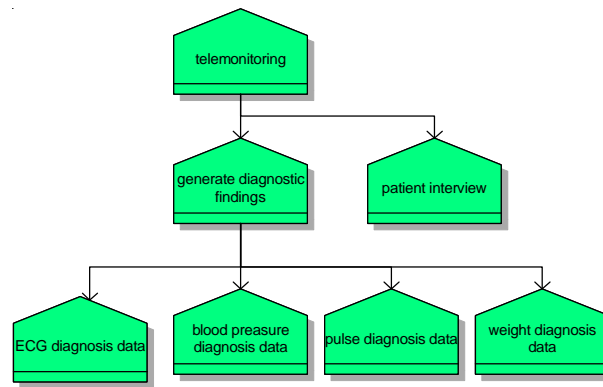 telemonitoring
generate diagnostic
findings
patient interview
ECG diagnosis data
blood preasure
diagnosis data
pulse diagnosis data
weight diagnosis
data